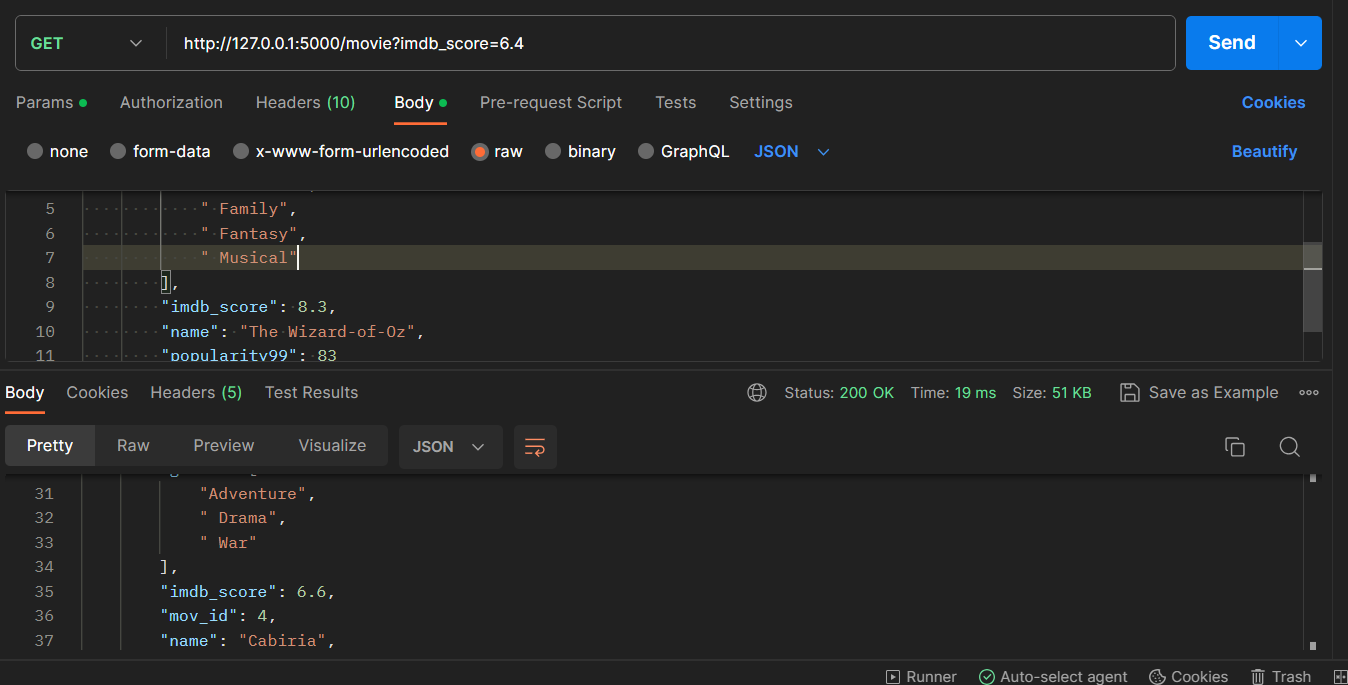 GET http://127.0.0.1:5000/movie?imdb_score=6.4 Send
Params Authorization Headers (10) Body Pre-request Script Tests Settings Cookies
none form-data x-www-form-urlencoded raw binary GraphQL JSON Beautify
5 " Family",
6 " Fantasy",
7 " Musical"
8 ],
9 "imdb_score": 8.3,
10 "name": "The Wizard-of-Oz",
11 "popularity99": 83
Body Cookies Headers (5) Test Results Status: 200 OK Time: 19 ms Size: 51 KB Save as Example
Pretty Raw Preview Visualize JSON
31 "Adventure",
32 " Drama",
33 " War"
34 ],
35 "imdb_score": 6.6,
36 "mov_id": 4,
37 "name": "Cabiria",
Runner Auto-select agent Cookies Trash